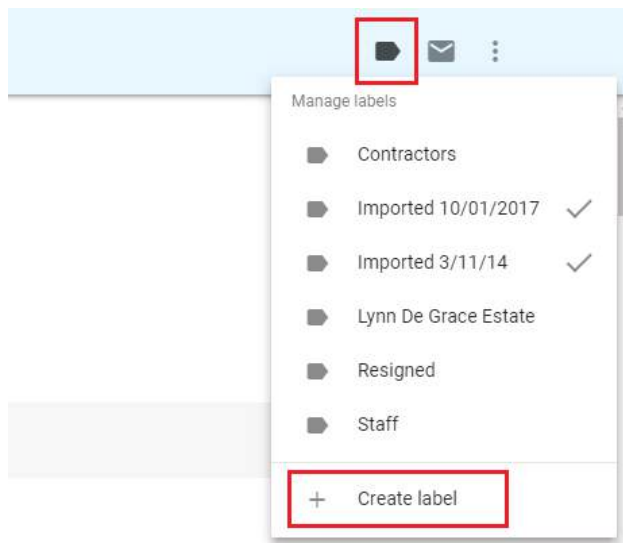 Manage labels
Contractors
Imported 10/01/2017
Imported 3/11/14
Lynn De Grace Estate
Resigned
Staff
Create label